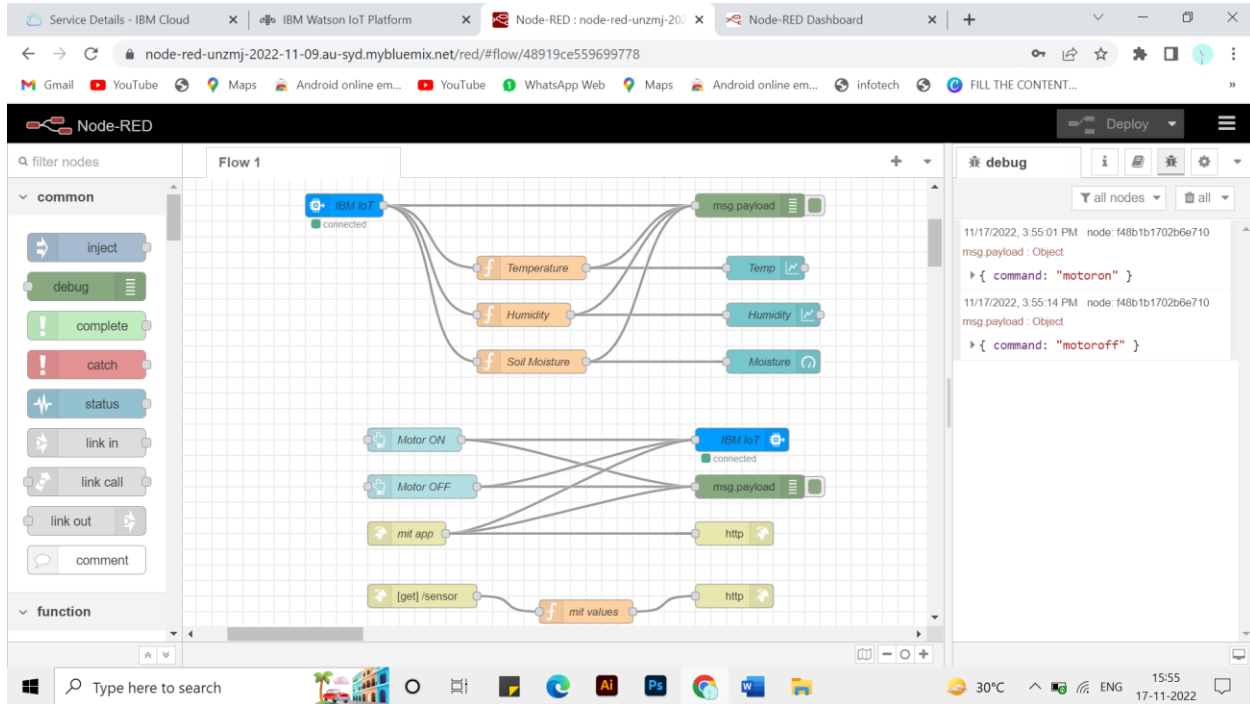 Service Details - IBM Cloud
IBM Watson IoT Platform
Node-RED : node-red-unzmj-202
Node-RED Dashboard
node-red-unzmj-2022-11-09.au-syd.mybluemix.net/red/#flow/48919ce559699778
Gmail YouTube Maps Android online em... YouTube WhatsApp Web Maps Android online em... infotech FILL THE CONTENT... »
Node-RED
Deploy
filter nodes
Flow 1
debug
i
common
all nodes
all
inject
debug
complete
catch
status
link in
link call
link out
comment
function
IBM IoT
connected
msg.payload
Temperature
Temp
Humidity
Humidity
Soil Moisture
Moisture
Motor ON
IBM IoT
connected
Motor OFF
msg.payload
mit app
http
[get] /sensor
mit values
http
11/17/2022, 3:55:01 PM node: f48b1b1702b6e710
msg.payload : Object
{ command: "motoron" }
11/17/2022, 3:55:14 PM node: f48b1b1702b6e710
msg.payload : Object
{ command: "motoroff" }
Type here to search
Ai
Ps
W
30°C
ENG
15:55
17-11-2022